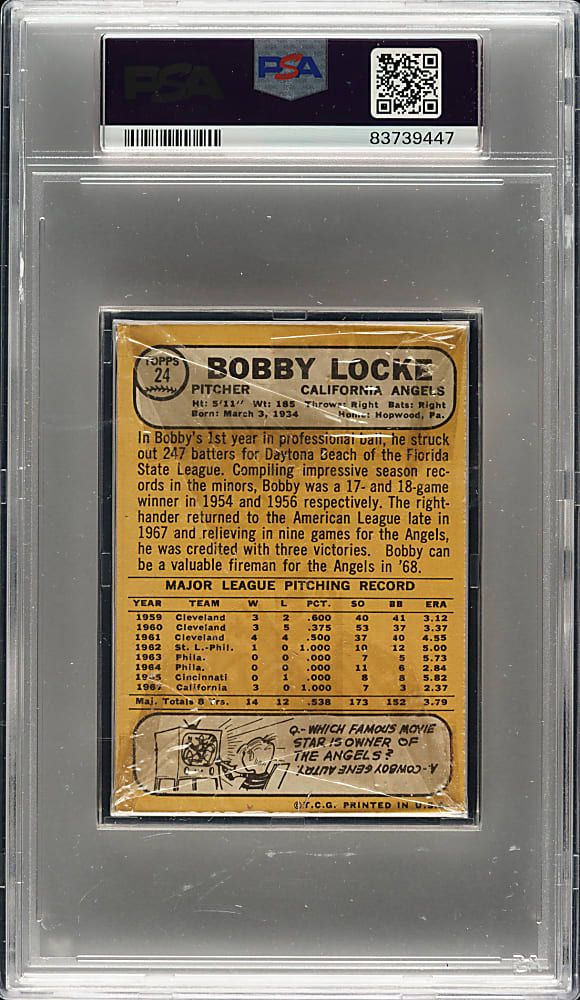 PSA
PSA
83739447
TOPPS
24
BOBBY LOCKE
PITCHER CALIFORNIA ANGELS
Ht: 5'11" Wt: 185 Throws: Right Bats: Right
Born: March 3, 1934 Home: Hopwood, Pa.
In Bobby's 1st year in professional ball, he struck
out 247 batters for Daytona Beach of the Florida
State League. Compiling impressive season rec-
ords in the minors, Bobby was a 17- and 18-game
winner in 1954 and 1956 respectively. The right-
hander returned to the American League late in
1967 and relieving in nine games for the Angels,
he was credited with three victories. Bobby can
be a valuable fireman for the Angels in '68.
MAJOR LEAGUE PITCHING RECORD
YEAR TEAM W L PCT. SO BB ERA
1959 Cleveland 3 2 .600 40 41 3.12
1960 Cleveland 3 5 .375 53 37 3.37
1961 Cleveland 4 4 .500 37 40 4.55
1962 St. L.-Phil. 1 0 1.000 10 12 5.00
1963 Phila. 0 0 .000 7 5 5.73
1964 Phila. 0 0 .000 11 6 2.84
1965 Cincinnati 0 1 .000 8 8 5.82
1967 California 3 0 1.000 7 3 2.37
Maj. Totals 8 Yrs. 14 12 .538 173 152 3.79
Q.- WHICH FAMOUS MOVIE
STAR IS OWNER OF
THE ANGELS?
A. COWBOY GENE AUTRY
©T.C.G. PRINTED IN U.S.A.